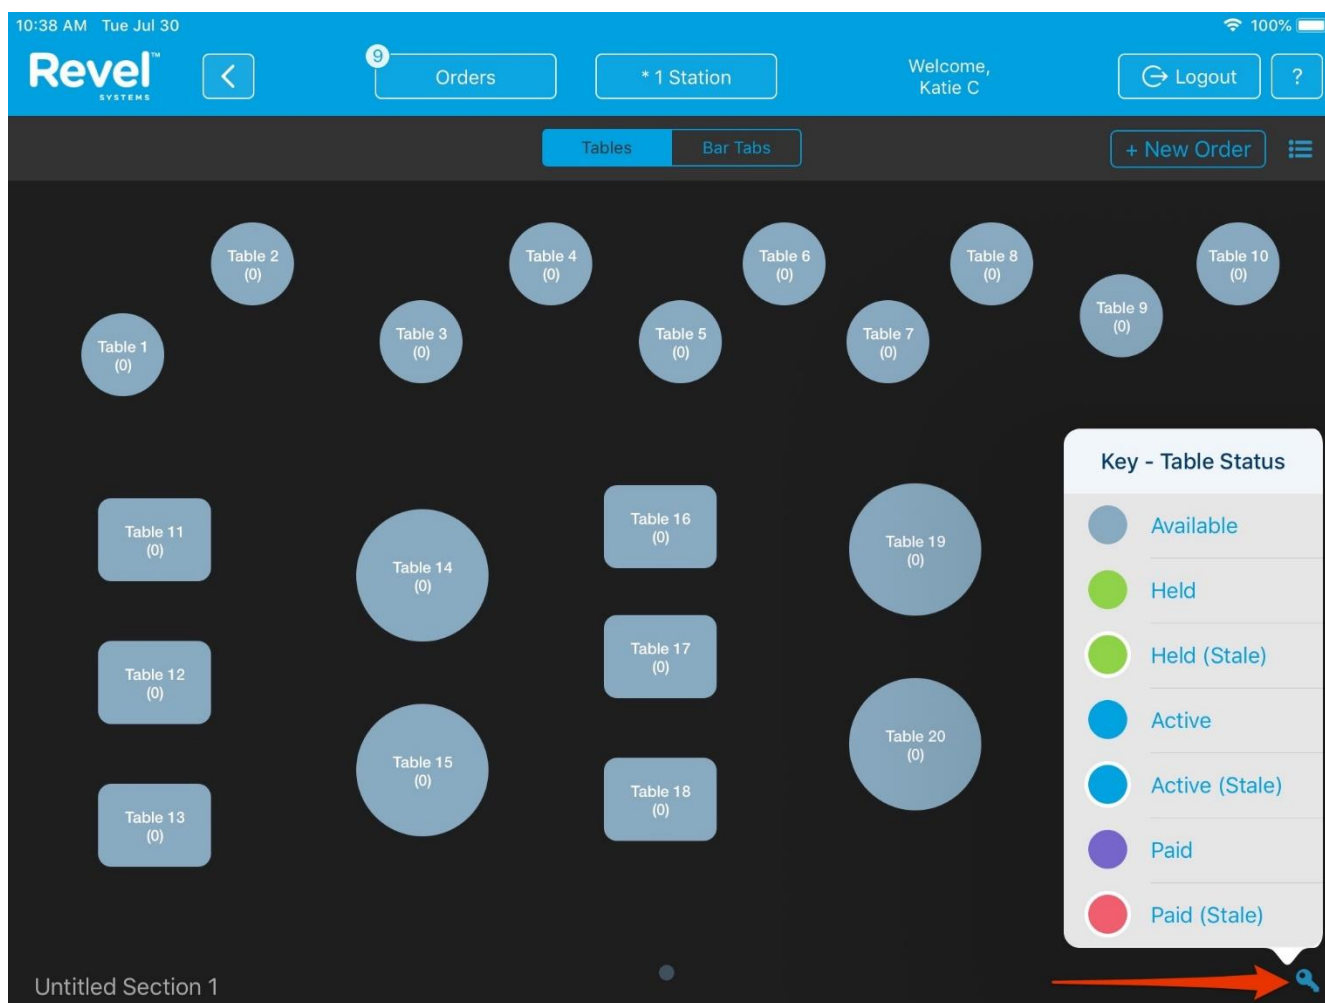 10:38 AM Tue Jul 30
100%
Revel™
SYSTEMS
9
Orders
* 1 Station
Welcome,
Katie C
Logout
?
Tables
Bar Tabs
+ New Order
Table 2
(0)
Table 4
(0)
Table 6
(0)
Table 8
(0)
Table 10
(0)
Table 1
(0)
Table 3
(0)
Table 5
(0)
Table 7
(0)
Table 9
(0)
Table 11
(0)
Table 14
(0)
Table 16
(0)
Table 19
(0)
Table 12
(0)
Table 17
(0)
Table 15
(0)
Table 20
(0)
Table 13
(0)
Table 18
(0)
Key - Table Status
Available
Held
Held (Stale)
Active
Active (Stale)
Paid
Paid (Stale)
Untitled Section 1